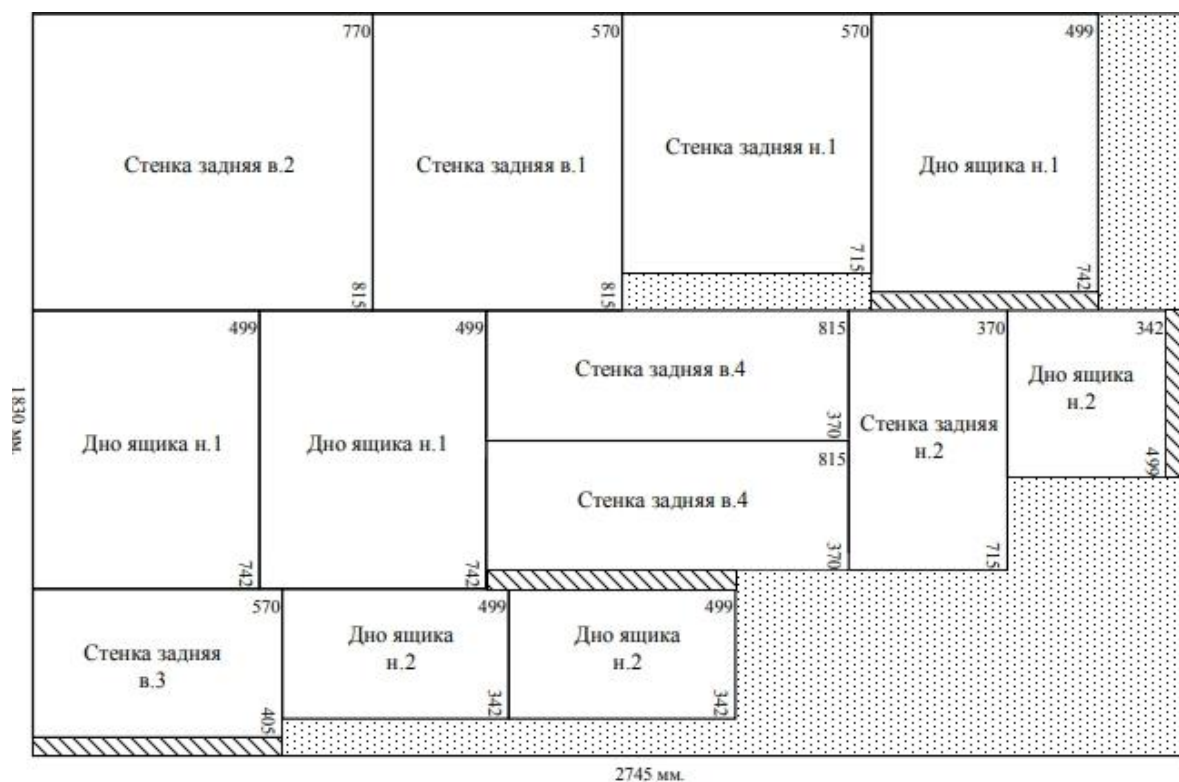 770
Стенка задняя в.2
815
570
Стенка задняя в.1
815
570
Стенка задняя н.1
715
499
Дно ящика н.1
742
1830 мм.
499
Дно ящика н.1
742
499
Дно ящика н.1
742
815
Стенка задняя в.4
370
815
Стенка задняя в.4
370
370
Стенка задняя
н.2
715
342
Дно ящика
н.2
499
570
Стенка задняя
в.3
405
499
Дно ящика
н.2
342
499
Дно ящика
н.2
342
2745 мм.